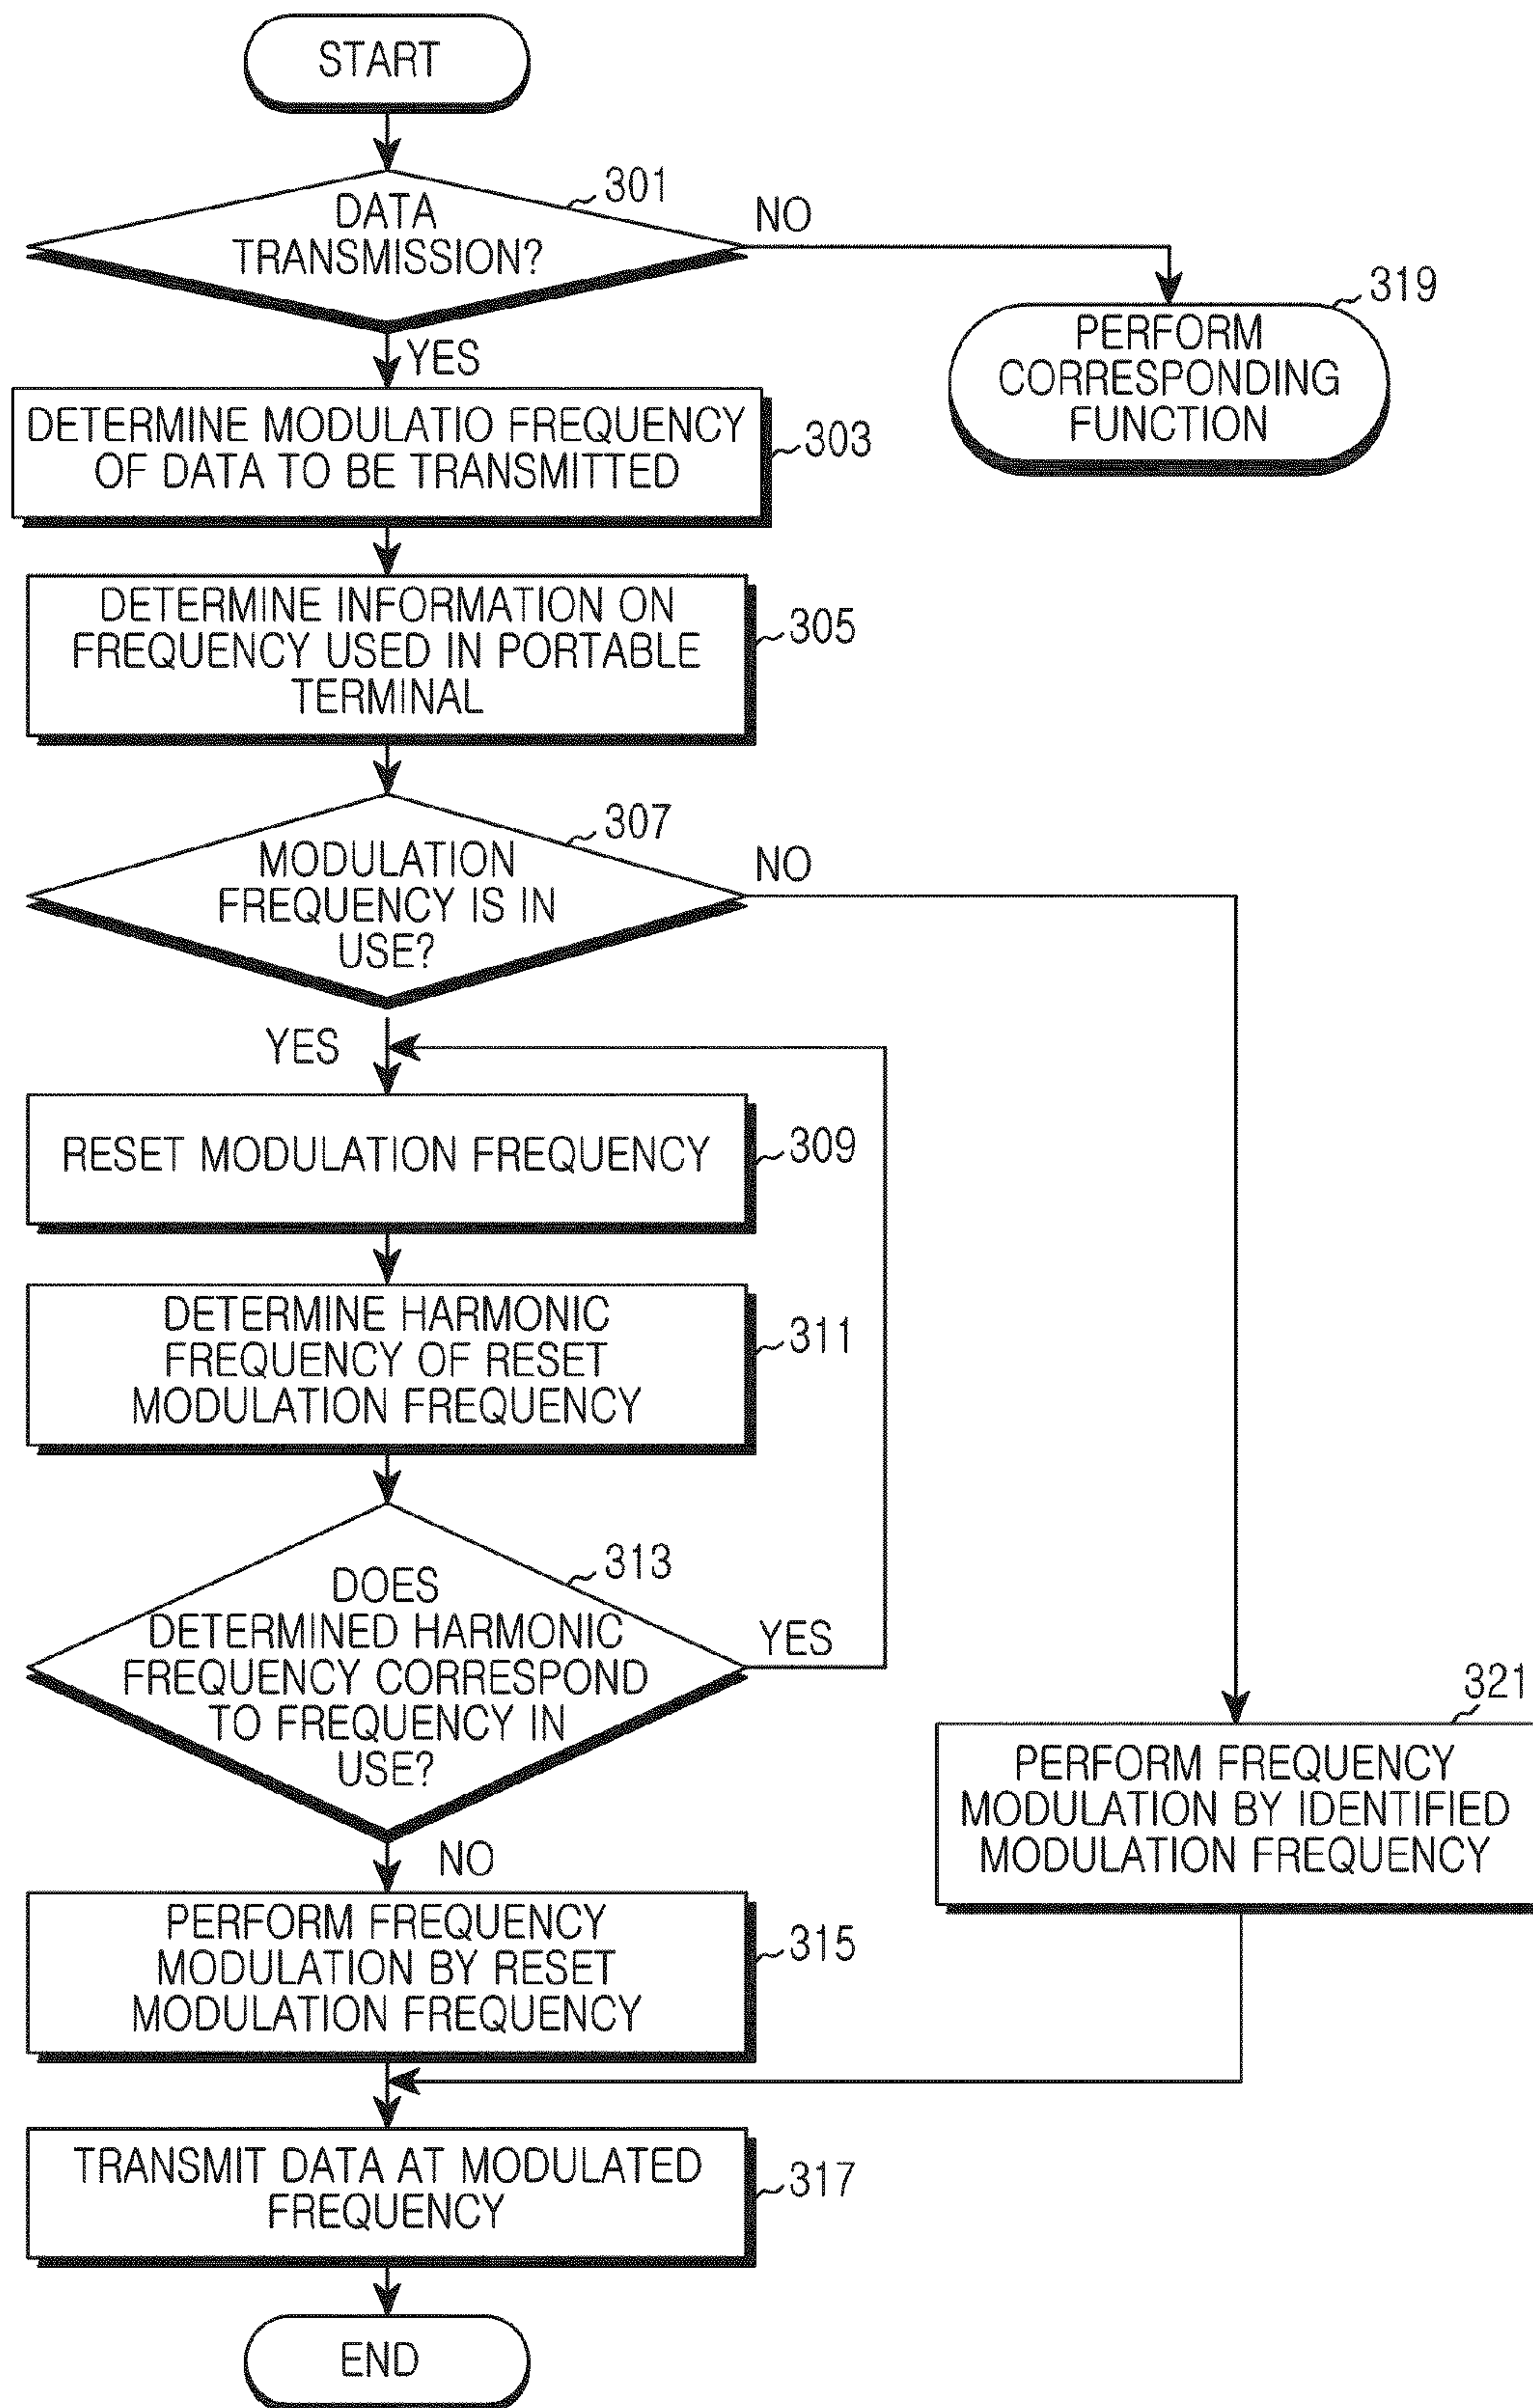 START
301
DATA
TRANSMISSION?
NO
319
PERFORM
CORRESPONDING
FUNCTION
YES
DETERMINE MODULATIO FREQUENCY
OF DATA TO BE TRANSMITTED
303
DETERMINE INFORMATION ON
FREQUENCY USED IN PORTABLE
TERMINAL
305
307
MODULATION
FREQUENCY IS IN
USE?
NO
YES
RESET MODULATION FREQUENCY
309
DETERMINE HARMONIC
FREQUENCY OF RESET
MODULATION FREQUENCY
311
313
DOES
DETERMINED HARMONIC
FREQUENCY CORRESPOND
TO FREQUENCY IN
USE?
YES
321
PERFORM FREQUENCY
MODULATION BY IDENTIFIED
MODULATION FREQUENCY
NO
PERFORM FREQUENCY
MODULATION BY RESET
MODULATION FREQUENCY
315
TRANSMIT DATA AT MODULATED
FREQUENCY
317
END